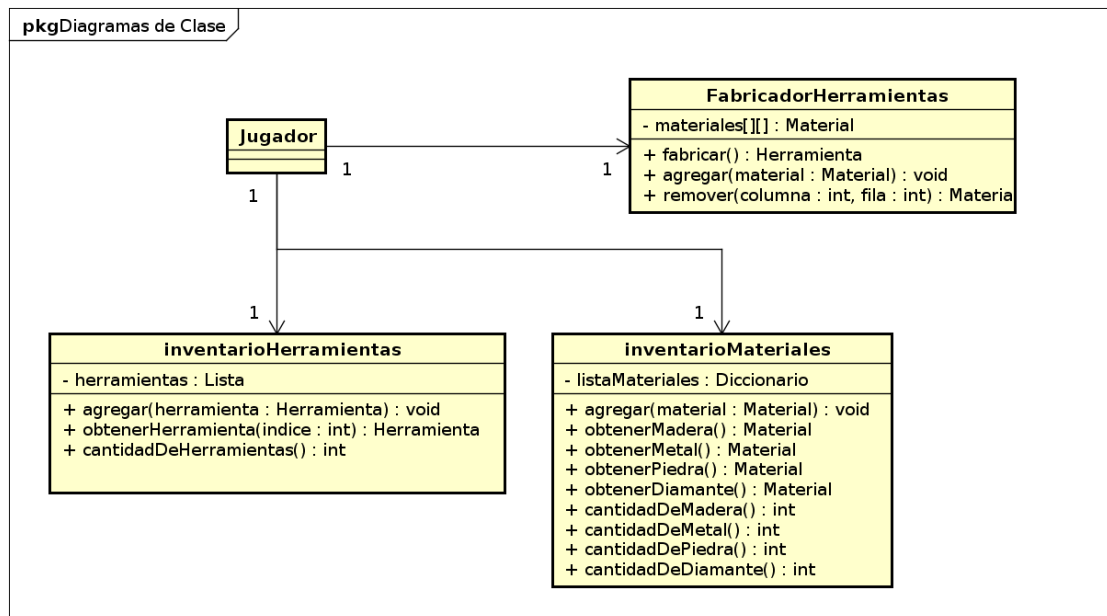 pkgDiagramas de Clase
Jugador
1
1
1
1
1
FabricadorHerramientas
- materiales[][] : Material
+ fabricar() : Herramienta
+ agregar(material : Material) : void
+ remover(columna : int, fila : int) : Materia
inventarioHerramientas
- herramientas : Lista
+ agregar(herramienta : Herramienta) : void
+ obtenerHerramienta(indice : int) : Herramienta
+ cantidadDeHerramientas() : int
inventarioMateriales
- listaMateriales : Diccionario
+ agregar(material : Material) : void
+ obtenerMadera() : Material
+ obtenerMetal() : Material
+ obtenerPiedra() : Material
+ obtenerDiamante() : Material
+ cantidadDeMadera() : int
+ cantidadDeMetal() : int
+ cantidadDePiedra() : int
+ cantidadDeDiamante() : int